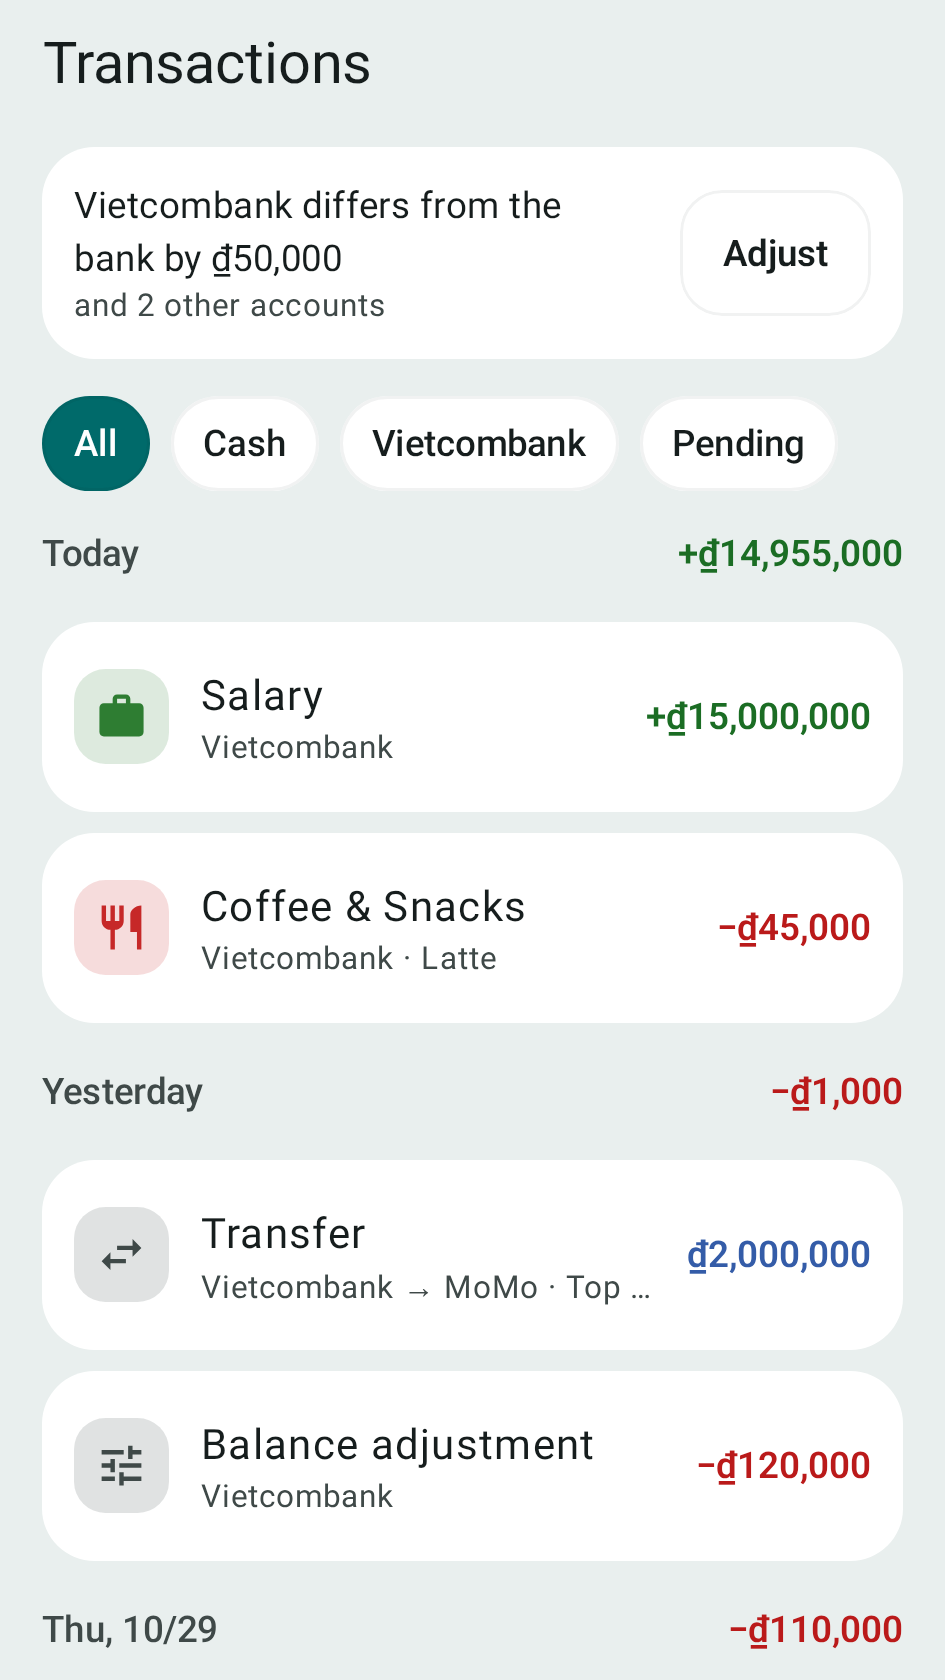 Transactions
Vietcombank differs from the
bank by ₫50,000
and 2 other accounts
Adjust
All
Cash
Vietcombank
Pending
Today
+₫14,955,000
Salary
+₫15,000,000
Vietcombank
Coffee & Snacks
−₫45,000
Vietcombank · Latte
Yesterday
−₫1,000
Transfer
₫2,000,000
Vietcombank → MoMo · Top …
Balance adjustment
−₫120,000
Vietcombank
Thu, 10/29
−₫110,000